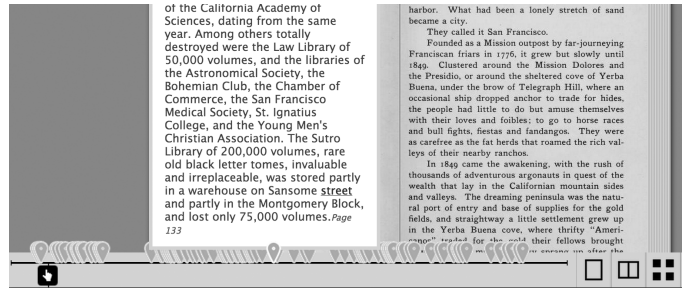 of the California Academy of
Sciences, dating from the same
year. Among others totally
destroyed were the Law Library of
50,000 volumes, and the libraries of
the Astronomical Society, the
Bohemian Club, the Chamber of
Commerce, the San Francisco
Medical Society, St. Ignatius
College, and the Young Men's
Christian Association. The Sutro
Library of 200,000 volumes, rare
old black letter tomes, invaluable
and irreplaceable, was stored partly
in a warehouse on Sansome street
and partly in the Montgomery Block,
and lost only 75,000 volumes.Page
133
harbor. What had been a lonely stretch of sand
became a city.
They called it San Francisco.
Founded as a Mission outpost by far-journeying
Franciscan friars in 1776, it grew but slowly until
1849. Clustered around the Mission Dolores and
the Presidio, or around the sheltered cove of Yerba
Buena, under the brow of Telegraph Hill, where an
occasional ship dropped anchor to trade for hides,
the people had little to do but amuse themselves
with their loves and foibles; to go to horse races
and bull fights, fiestas and fandangos. They were
as carefree as the fat herds that roamed the rich val-
leys of their nearby ranchos.
In 1849 came the awakening, with the rush of
thousands of adventurous argonauts in quest of the
wealth that lay in the Californian mountain sides
and valleys. The dreaming peninsula was the natu-
ral port of entry and base of supplies for the gold
fields, and straightway a little settlement grew up
in the Yerba Buena cove, where thrifty "Ameri-
canos" traded for the gold their fellows brought
sprang up after the